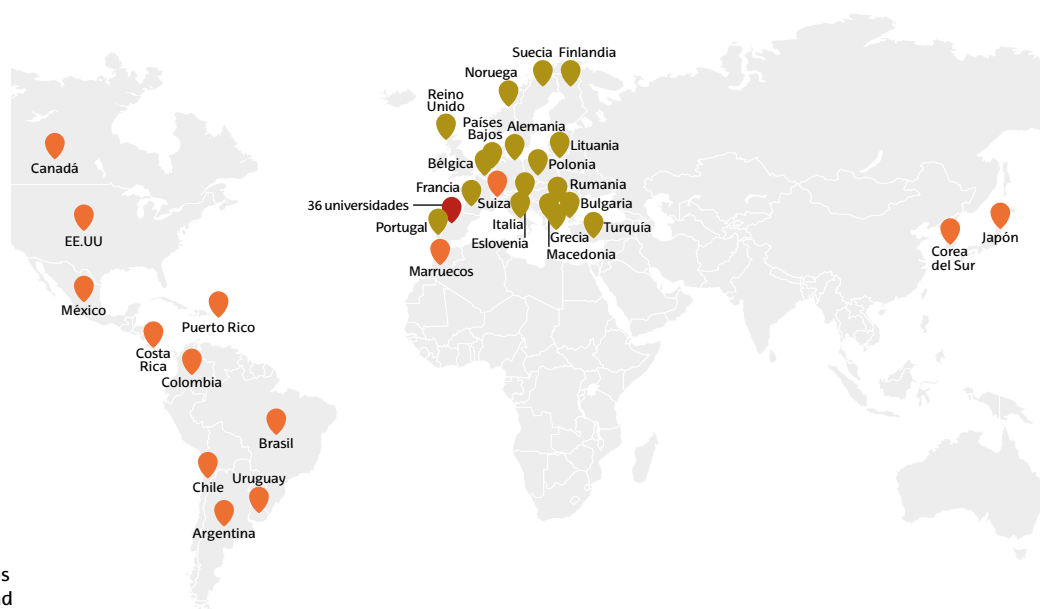 Suecia
Finlandia
Noruega
Reino
Unido
Países
Bajos
Alemania
Lituania
Bélgica
Polonia
Francia
Suiza
Rumania
36 universidades
Bulgaria
Portugal
Italia
Turquía
Eslovenia
Grecia
Macedonia
Marruecos
Canadá
EE.UU
México
Puerto Rico
Costa
Rica
Colombia
Brasil
Chile
Uruguay
Argentina
Corea
del Sur
Japón